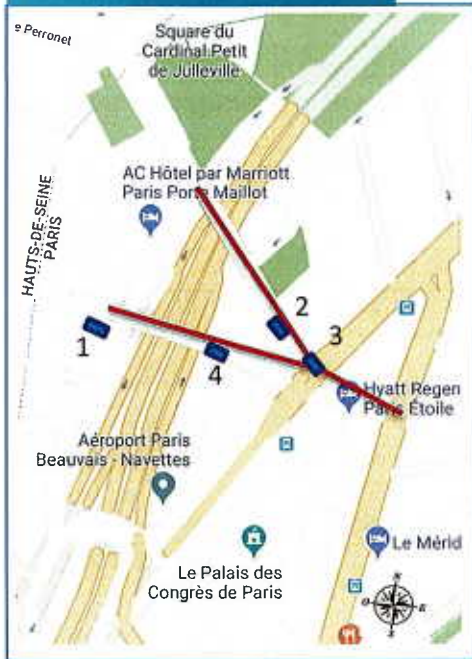 e Perronet
Square du
Cardinal Petit
de Julleville
AC Hôtel par Marriott
Paris Porte Maillot
HAUTS-DE-SEINE
PARIS
2
3
1
4
Hyatt Regen
Paris Étoile
Aéroport Paris
Beauvais - Navettes
Le Mérid
Le Palais des
Congrès de Paris
N
O
E
S